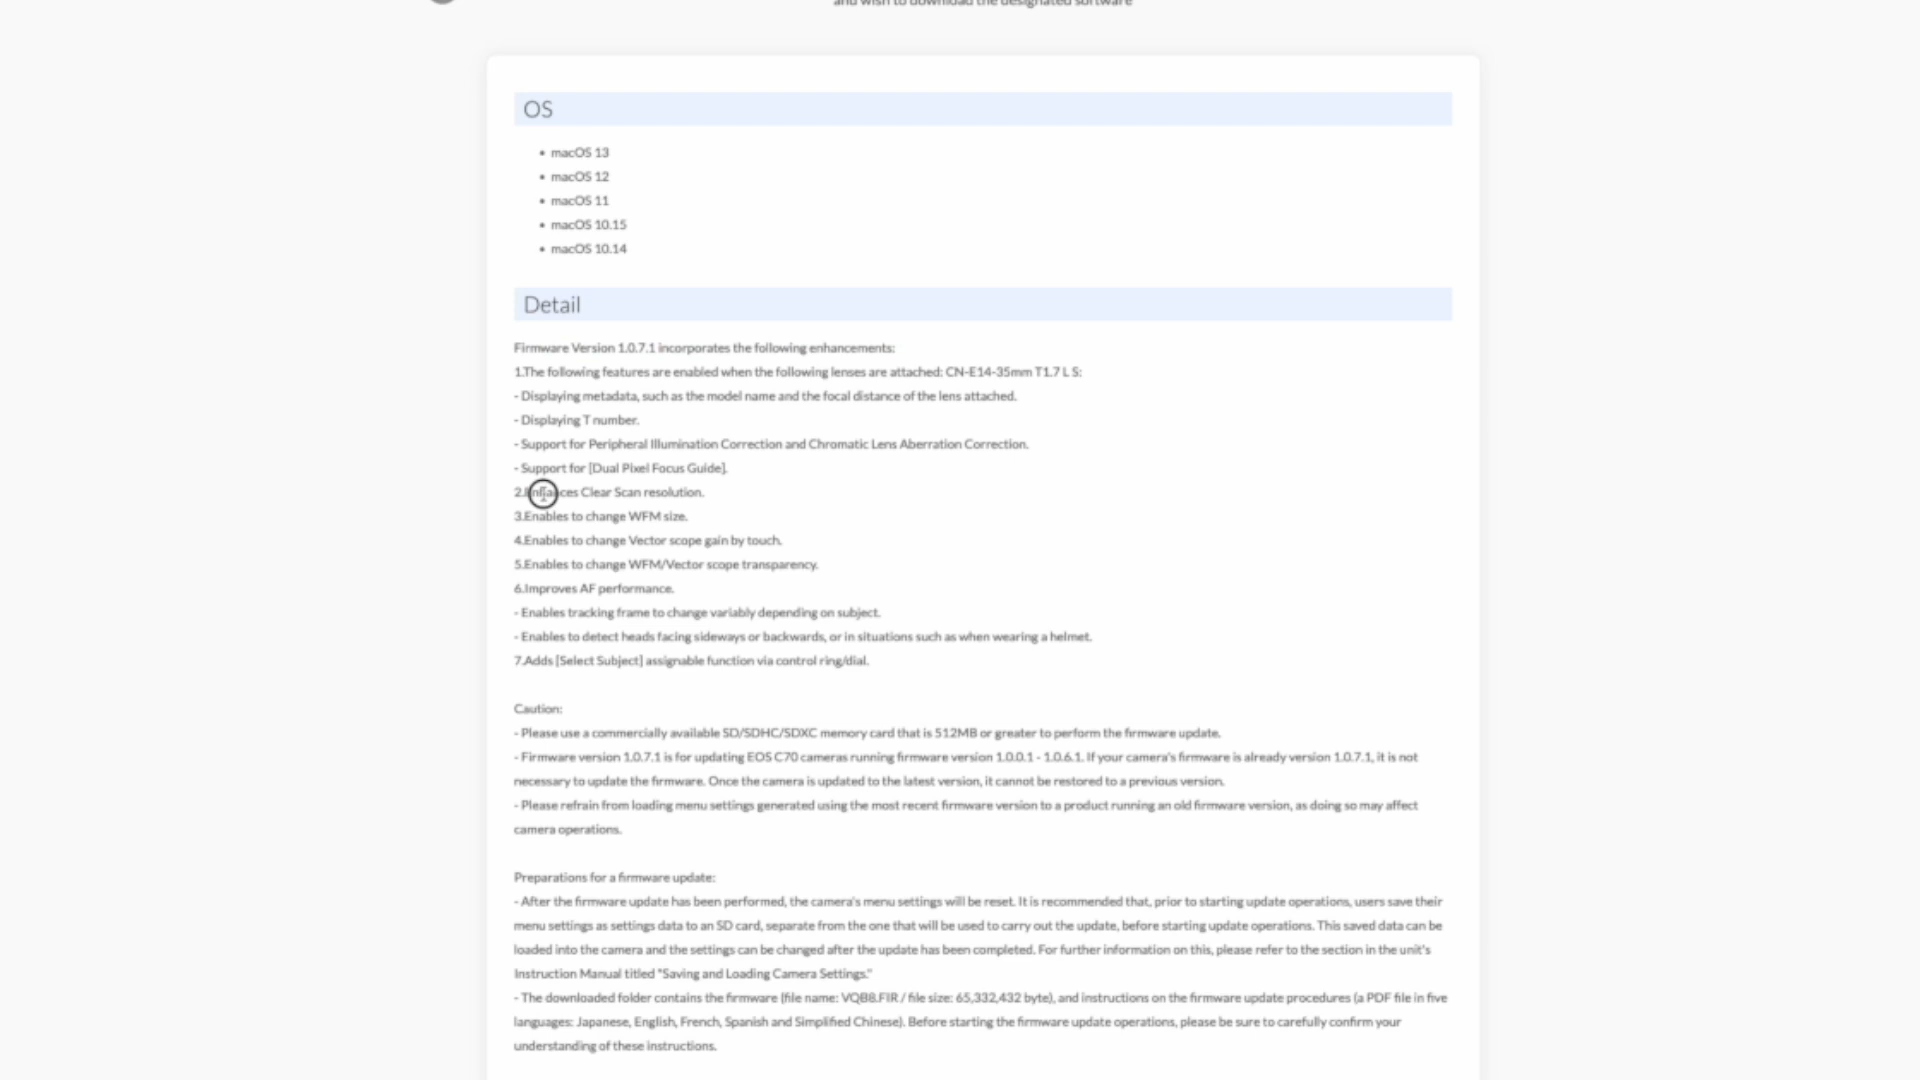 and wish to download the designated software
OS
• macOS 13
• macOS 12
• macOS 11
• macOS 10.15
• macOS 10.14
Detail
Firmware Version 1.0.7.1 incorporates the following enhancements:
1.The following features are enabled when the following lenses are attached: CN-E14-35mm T1.7 L S:
- Displaying metadata, such as the model name and the focal distance of the lens attached.
- Displaying T number.
- Support for Peripheral Illumination Correction and Chromatic Lens Aberration Correction.
- Support for [Dual Pixel Focus Guide].
2.Enhances Clear Scan resolution.
3.Enables to change WFM size.
4.Enables to change Vector scope gain by touch.
5.Enables to change WFM/Vector scope transparency.
6.Improves AF performance.
- Enables tracking frame to change variably depending on subject.
- Enables to detect heads facing sideways or backwards, or in situations such as when wearing a helmet.
7.Adds [Select Subject] assignable function via control ring/dial.
Caution:
- Please use a commercially available SD/SDHC/SDXC memory card that is 512MB or greater to perform the firmware update.
- Firmware version 1.0.7.1 is for updating EOS C70 cameras running firmware version 1.0.0.1 - 1.0.6.1. If your camera's firmware is already version 1.0.7.1, it is not
necessary to update the firmware. Once the camera is updated to the latest version, it cannot be restored to a previous version.
- Please refrain from loading menu settings generated using the most recent firmware version to a product running an old firmware version, as doing so may affect
camera operations.
Preparations for a firmware update:
- After the firmware update has been performed, the camera's menu settings will be reset. It is recommended that, prior to starting update operations, users save their
menu settings as settings data to an SD card, separate from the one that will be used to carry out the update, before starting update operations. This saved data can be
loaded into the camera and the settings can be changed after the update has been completed. For further information on this, please refer to the section in the unit's
Instruction Manual titled "Saving and Loading Camera Settings."
- The downloaded folder contains the firmware (file name: VQB8.FIR / file size: 65,332,432 byte), and instructions on the firmware update procedures (a PDF file in five
languages: Japanese, English, French, Spanish and Simplified Chinese). Before starting the firmware update operations, please be sure to carefully confirm your
understanding of these instructions.